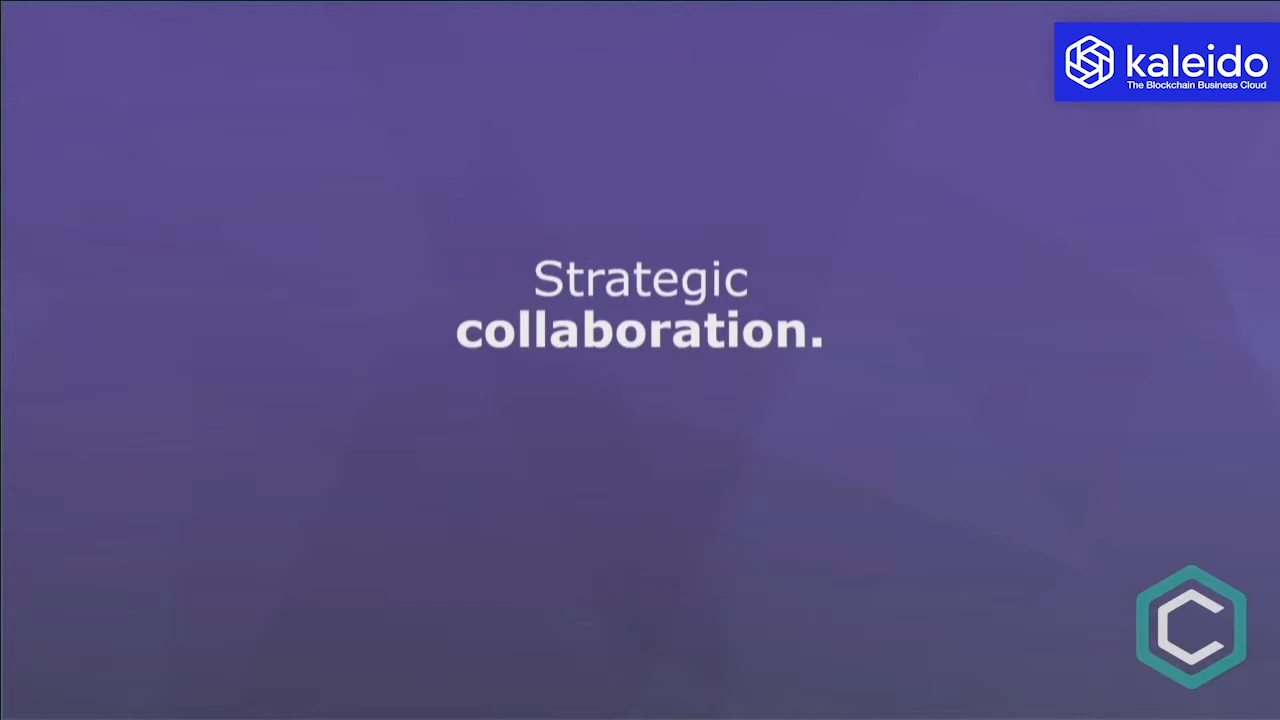 kaleido
The Blockchain Business Cloud
Strategic
collaboration.